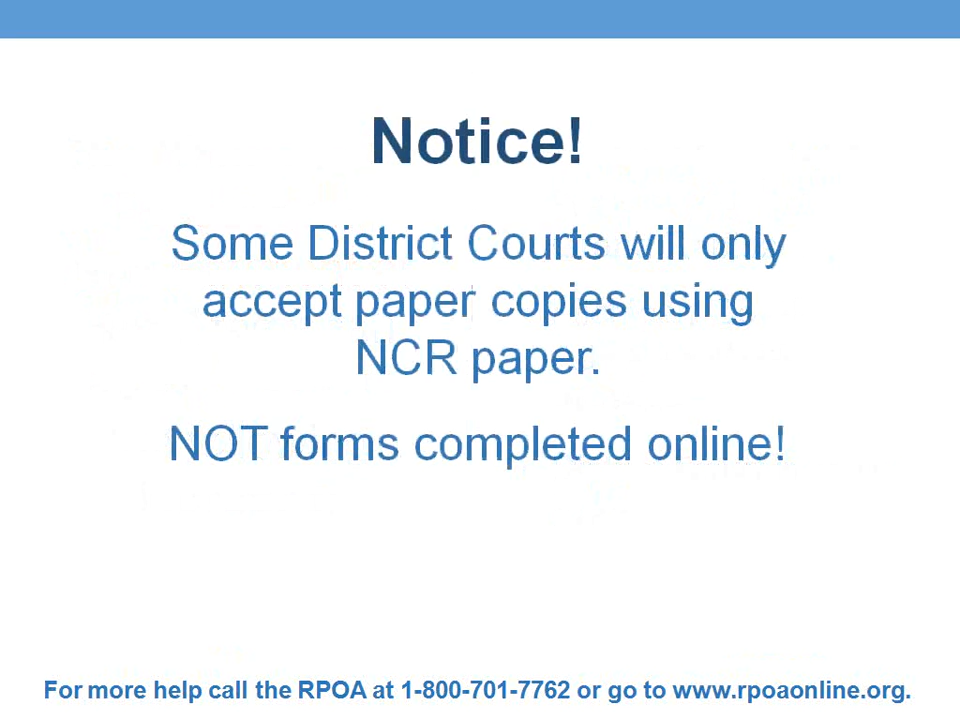 Notice!
Some District Courts will only
accept paper copies using
NCR paper.
NOT forms completed online!
For more help call the RPOA at 1-800-701-7762 or go to www.rpoaonline.org.